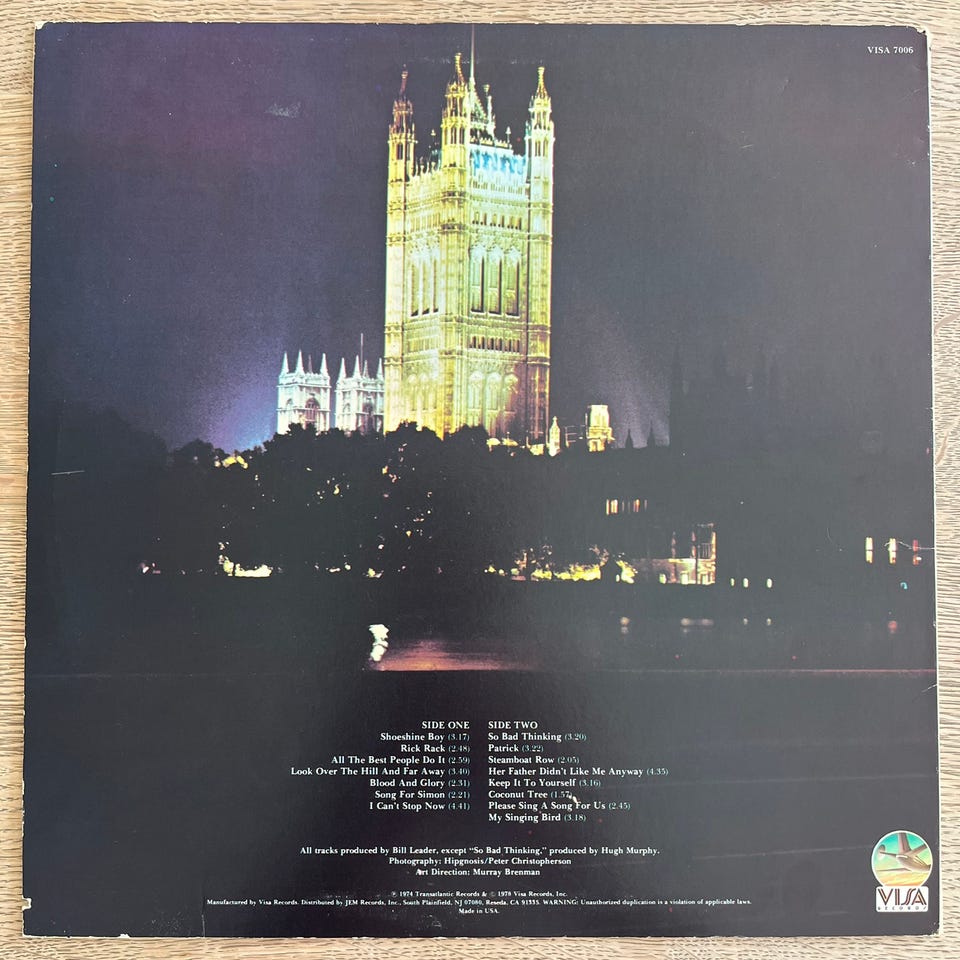 VISA 7006
SIDE ONE
Shoeshine Boy (3.17)
Rick Rack (2.48)
All The Best People Do It (2.59)
Look Over The Hill And Far Away (3.40)
Blood And Glory (2.31)
Song For Simon (2.21)
I Can't Stop Now (4.41)
SIDE TWO
So Bad Thinking (3.20)
Patrick (3.22)
Steamboat Row (2.05)
Her Father Didn't Like Me Anyway (4.35)
Keep It To Yourself (3.16)
Coconut Tree (1.57)
Please Sing A Song For Us (2.45)
My Singing Bird (3.18)
All tracks produced by Bill Leader, except "So Bad Thinking," produced by Hugh Murphy.
Photography: Hipgnosis/Peter Christopherson
Art Direction: Murray Brenman
℗ 1974 Transatlantic Records & © 1978 Visa Records, Inc.
Manufactured by Visa Records. Distributed by JEM Records, Inc., South Plainfield, NJ 07080, Reseda, CA 91335. WARNING: Unauthorized duplication is a violation of applicable laws.
Made in USA.
VISA
RECORDS